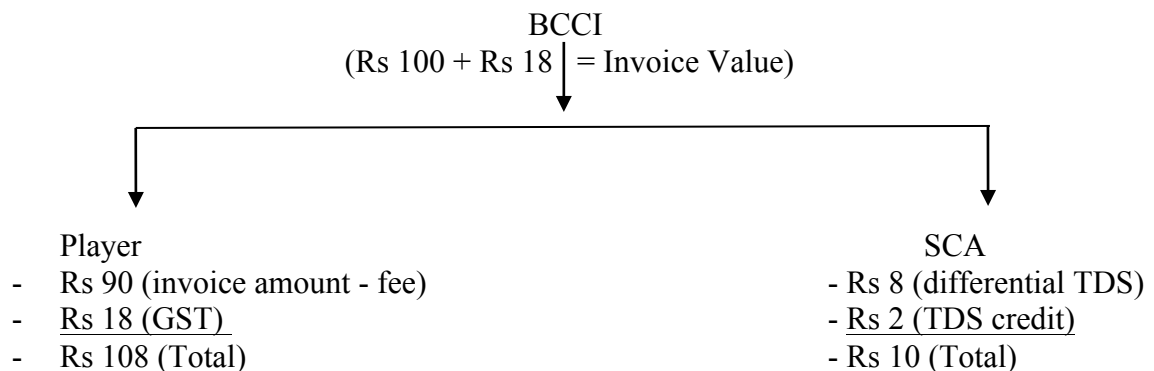 BCCI
(Rs 100 + Rs 18 = Invoice Value)
Player
- Rs 90 (invoice amount - fee)
- Rs 18 (GST)
- Rs 108 (Total)
SCA
- Rs 8 (differential TDS)
- Rs 2 (TDS credit)
- Rs 10 (Total)